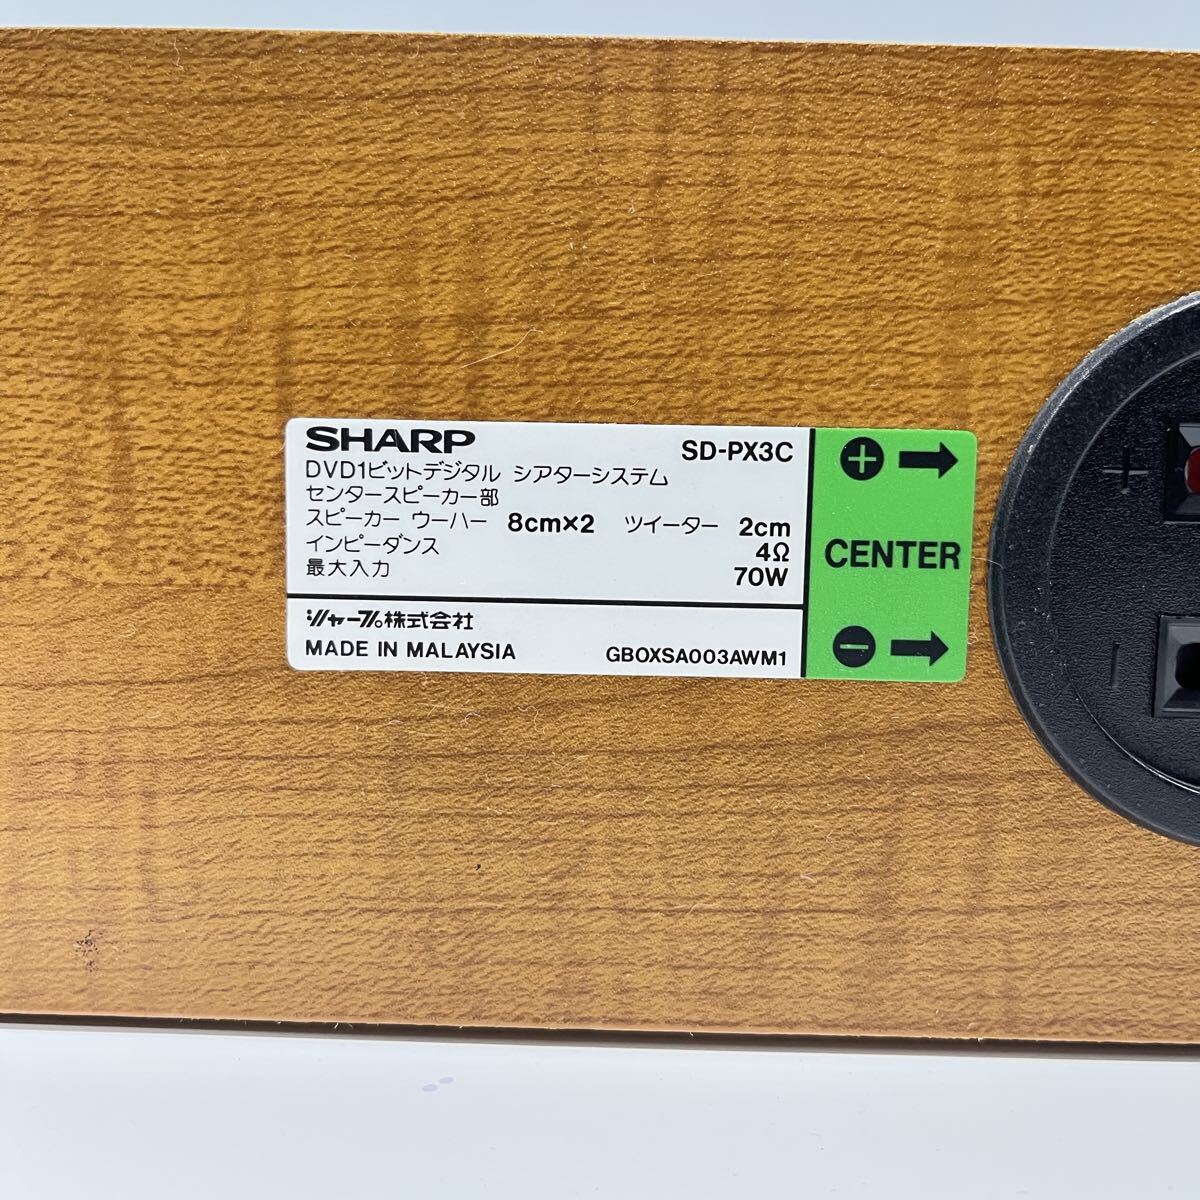 SHARP SD-PX3C
DVD1ビットデジタル シアターシステム
センタースピーカー部
スピーカー ウーハー 8cm×2 ツイーター 2cm
インピーダンス 4Ω
最大入力 70W
シャープ株式会社
MADE IN MALAYSIA GBOXSA003AWM1
⊕ →
CENTER
⊖ →
+
−